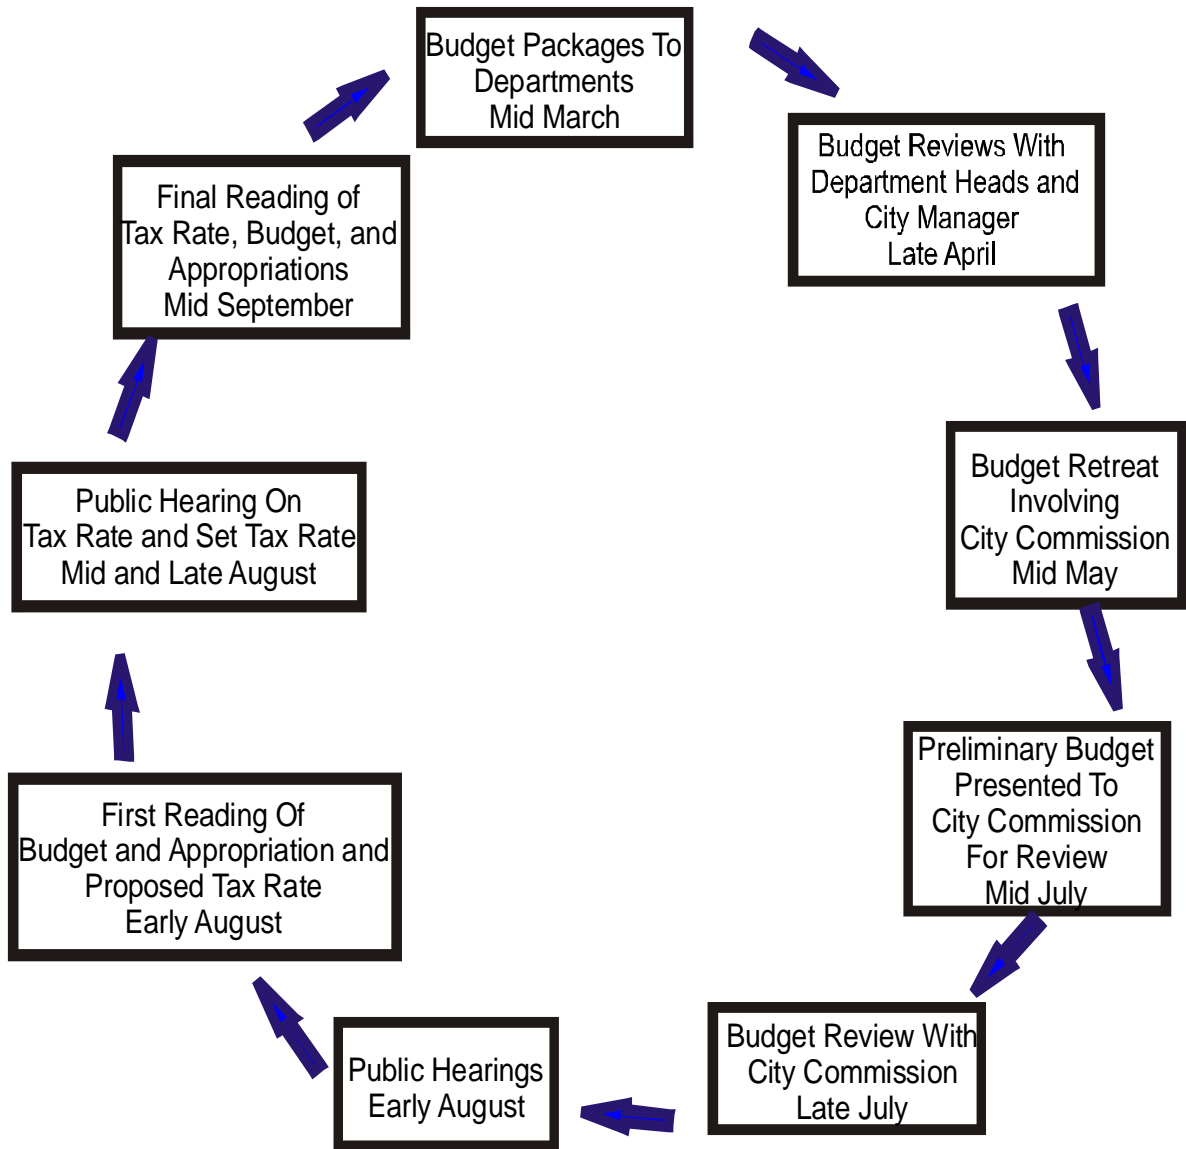 Budget Packages To
Departments
Mid March
Budget Reviews With
Department Heads and
City Manager
Late April
Budget Retreat
Involving
City Commission
Mid May
Preliminary Budget
Presented To
City Commission
For Review
Mid July
Budget Review With
City Commission
Late July
Public Hearings
Early August
First Reading Of
Budget and Appropriation and
Proposed Tax Rate
Early August
Public Hearing On
Tax Rate and Set Tax Rate
Mid and Late August
Final Reading of
Tax Rate, Budget, and
Appropriations
Mid September